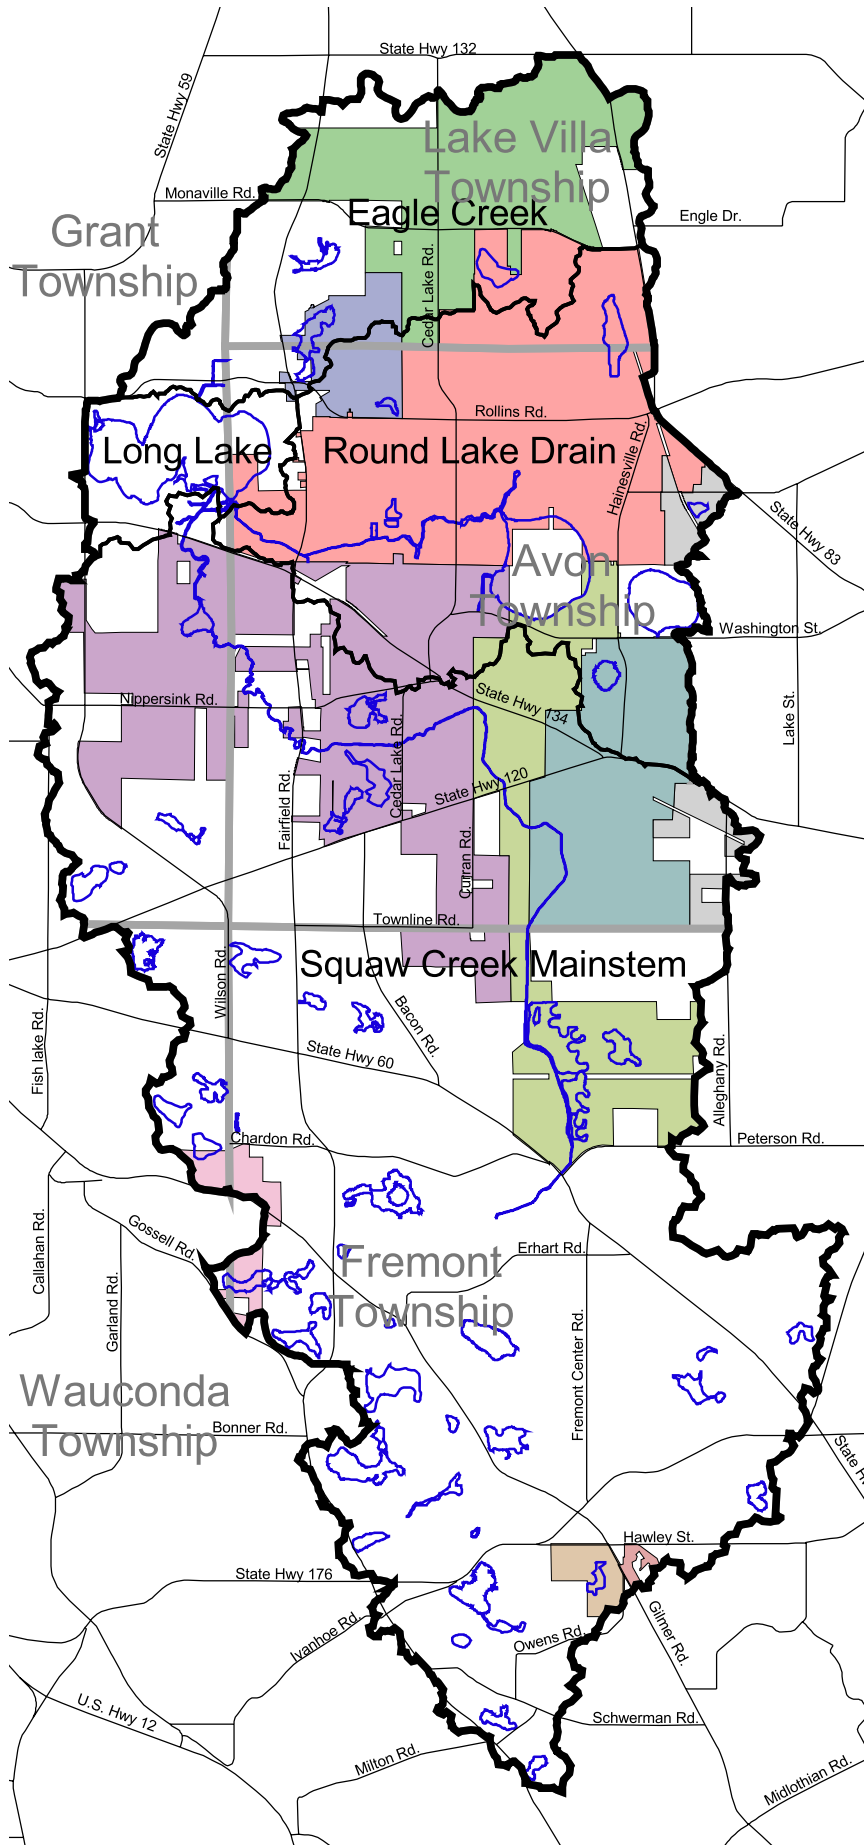 State Hwy 132
State Hwy 59
Lake Villa
Township
Monaville Rd.
Eagle Creek
Engle Dr.
Grant
Township
Cedar Lake Rd.
Rollins Rd.
Hainesville Rd.
Long Lake
Round Lake Drain
State Hwy 83
Avon
Township
Washington St.
Nippersink Rd.
State Hwy 134
Lake St.
Cedar Lake Rd.
State Hwy 120
Fairfield Rd.
Curran Rd.
Townline Rd.
Wilson Rd.
Squaw Creek Mainstem
Bacon Rd.
Fish lake Rd.
State Hwy 60
Alleghany Rd.
Chardon Rd.
Peterson Rd.
Callahan Rd.
Gossell Rd.
Fremont
Township
Erhart Rd.
Garland Rd.
Fremont Center Rd.
Wauconda
Township
Bonner Rd.
State H
Hawley St.
State Hwy 176
Ivanhoe Rd.
Owens Rd.
Gilmer Rd.
U.S. Hwy 12
Schwerman Rd.
Milton Rd.
Midlothian Rd.